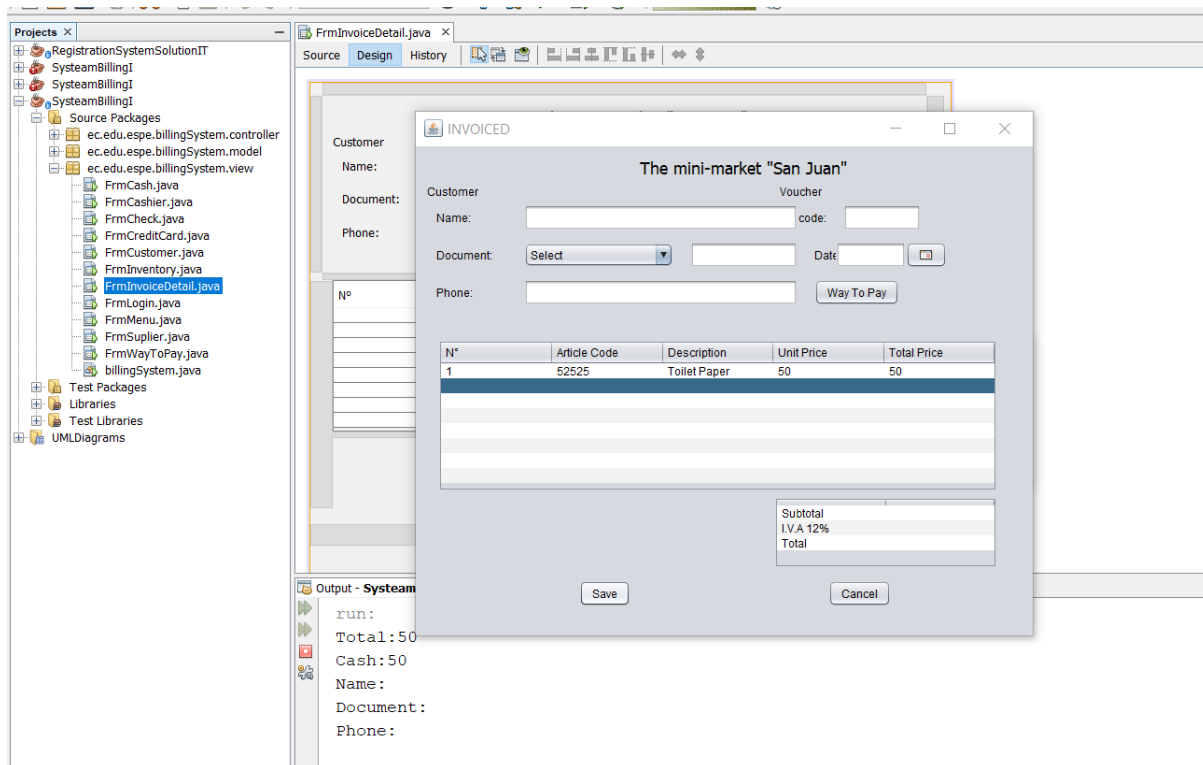 Projects ×
RegistrationSystemSolutionIT
SysteamBillingI
SysteamBillingI
SysteamBillingI
Source Packages
ec.edu.espe.billingSystem.controller
ec.edu.espe.billingSystem.model
ec.edu.espe.billingSystem.view
FrmCash.java
FrmCashier.java
FrmCheck.java
FrmCreditCard.java
FrmCustomer.java
FrmInventory.java
FrmInvoiceDetail.java
FrmLogin.java
FrmMenu.java
FrmSuplier.java
FrmWayToPay.java
billingSystem.java
Test Packages
Libraries
Test Libraries
UMLDiagrams
FrmInvoiceDetail.java ×
Source Design History
Customer
Name:
Document:
Phone:
Nº
INVOICED
The mini-market "San Juan"
Customer Voucher
Name: code:
Document: Select Date
Phone: Way To Pay
N° Article Code Description Unit Price Total Price
1 52525 Toilet Paper 50 50
Subtotal
I.V.A 12%
Total
Save Cancel
Output - Systeam
run:
Total:50
Cash:50
Name:
Document:
Phone: